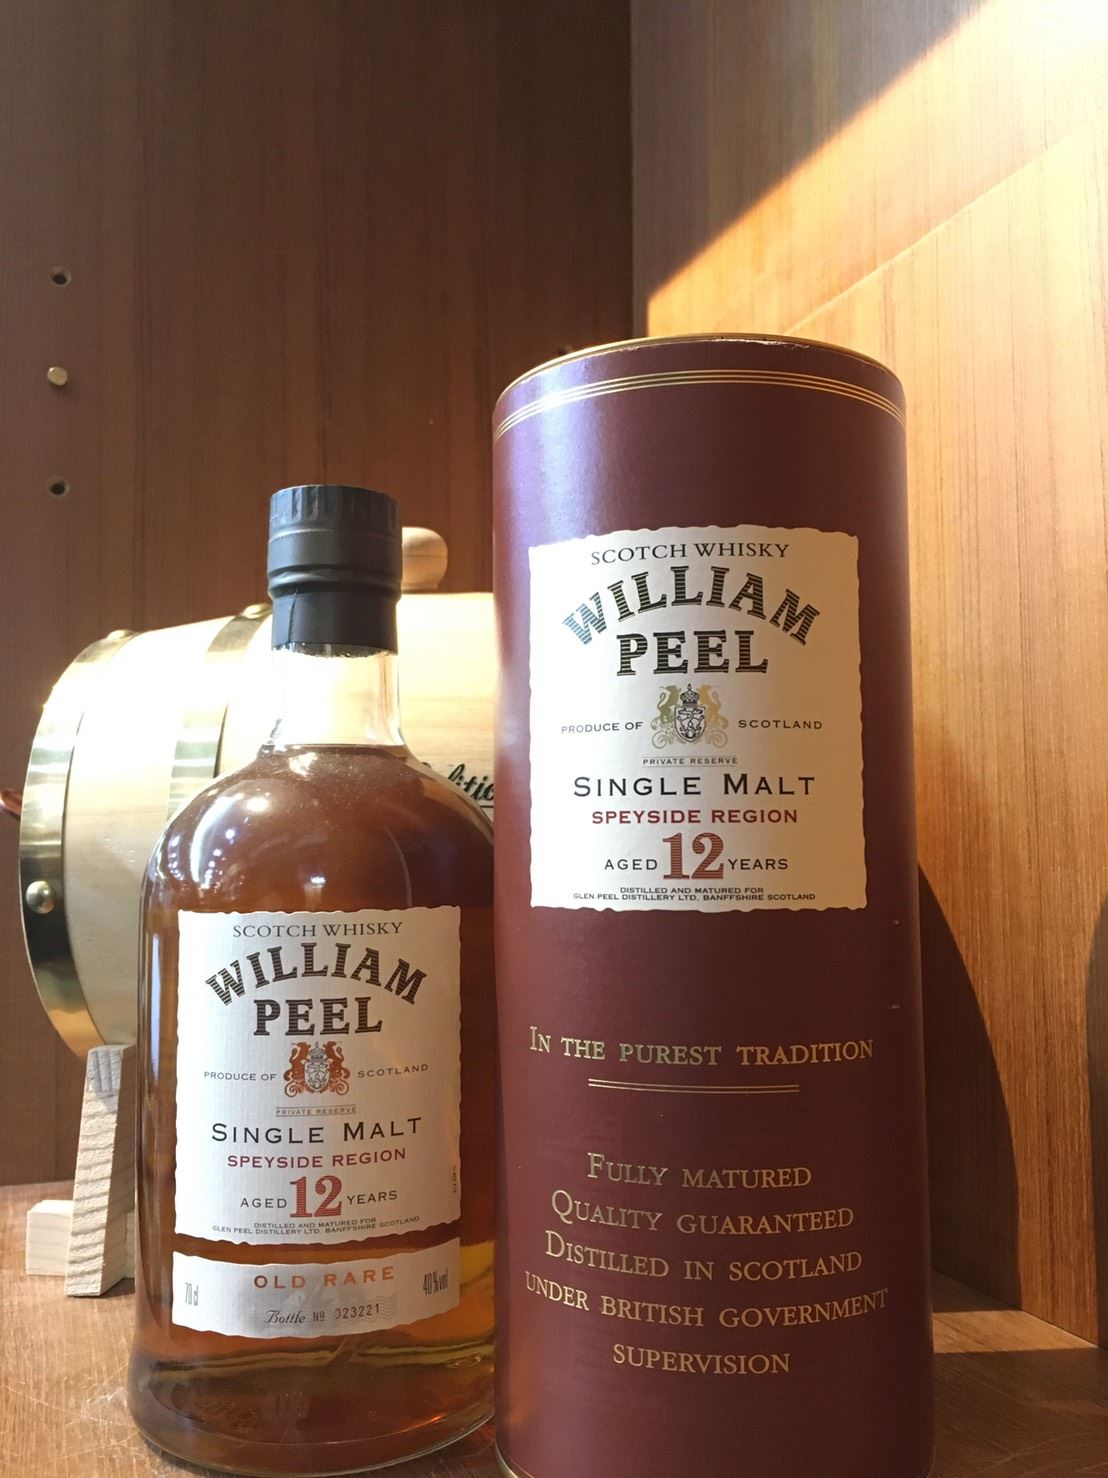 SCOTCH WHISKY
WILLIAM
PEEL
PRODUCE OF SCOTLAND
PRIVATE RESERVE
SINGLE MALT
SPEYSIDE REGION
AGED 12 YEARS
DISTILLED AND MATURED FOR
GLEN PEEL DISTILLERY LTD. BANFFSHIRE SCOTLAND
OLD RARE
70cl
40%vol
Bottle Nº 023221
SCOTCH WHISKY
WILLIAM
PEEL
PRODUCE OF SCOTLAND
PRIVATE RESERVE
SINGLE MALT
SPEYSIDE REGION
AGED 12 YEARS
DISTILLED AND MATURED FOR
GLEN PEEL DISTILLERY LTD. BANFFSHIRE SCOTLAND
IN THE PUREST TRADITION
FULLY MATURED
QUALITY GUARANTEED
DISTILLED IN SCOTLAND
UNDER BRITISH GOVERNMENT
SUPERVISION